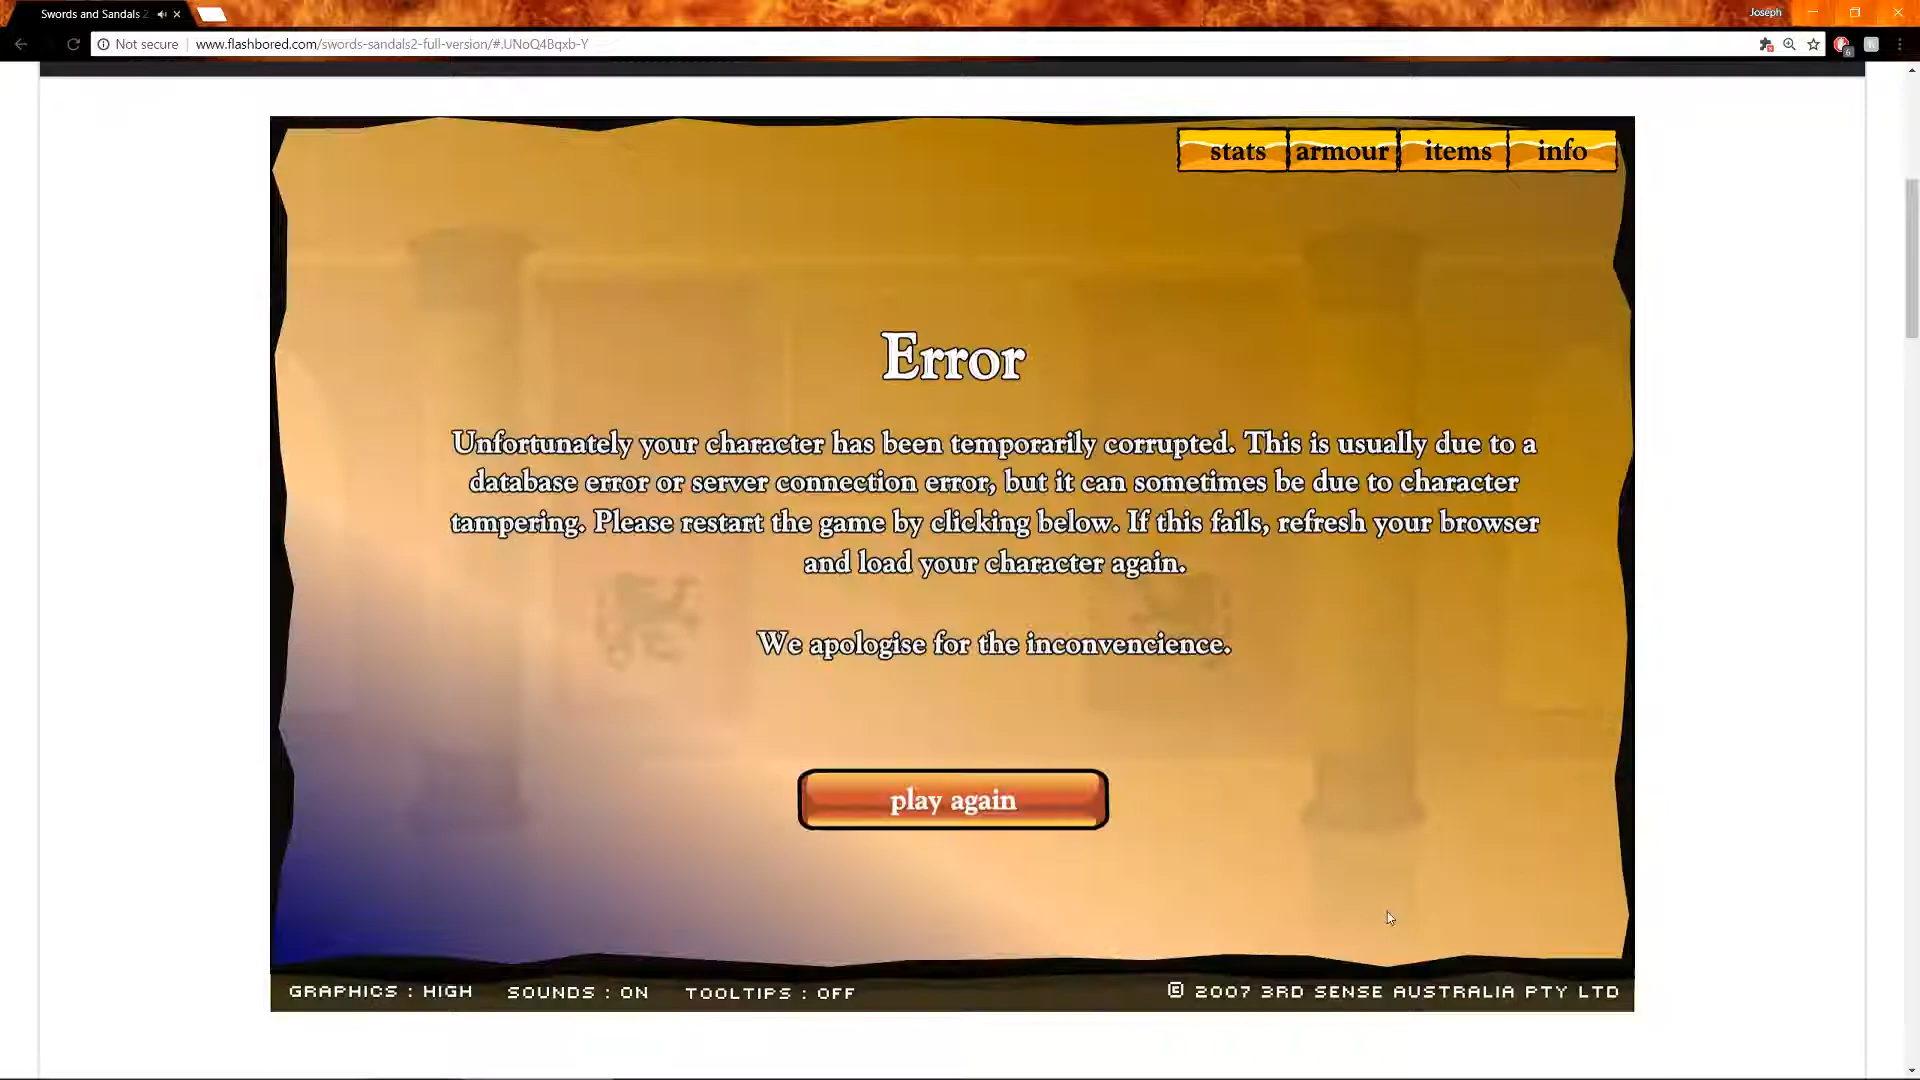 Swords and Sandals 2
Joseph
Not secure
www.flashbored.com/swords-sandals2-full-version/#.UNoQ4Bqxb-Y
stats
armour
items
info
Error
Unfortunately your character has been temporarily corrupted. This is usually due to a
database error or server connection error, but it can sometimes be due to character
tampering. Please restart the game by clicking below. If this fails, refresh your browser
and load your character again.
We apologise for the inconvencience.
play again
GRAPHICS : HIGH
SOUNDS : ON
TOOLTIPS : OFF
© 2007 3RD SENSE AUSTRALIA PTY LTD